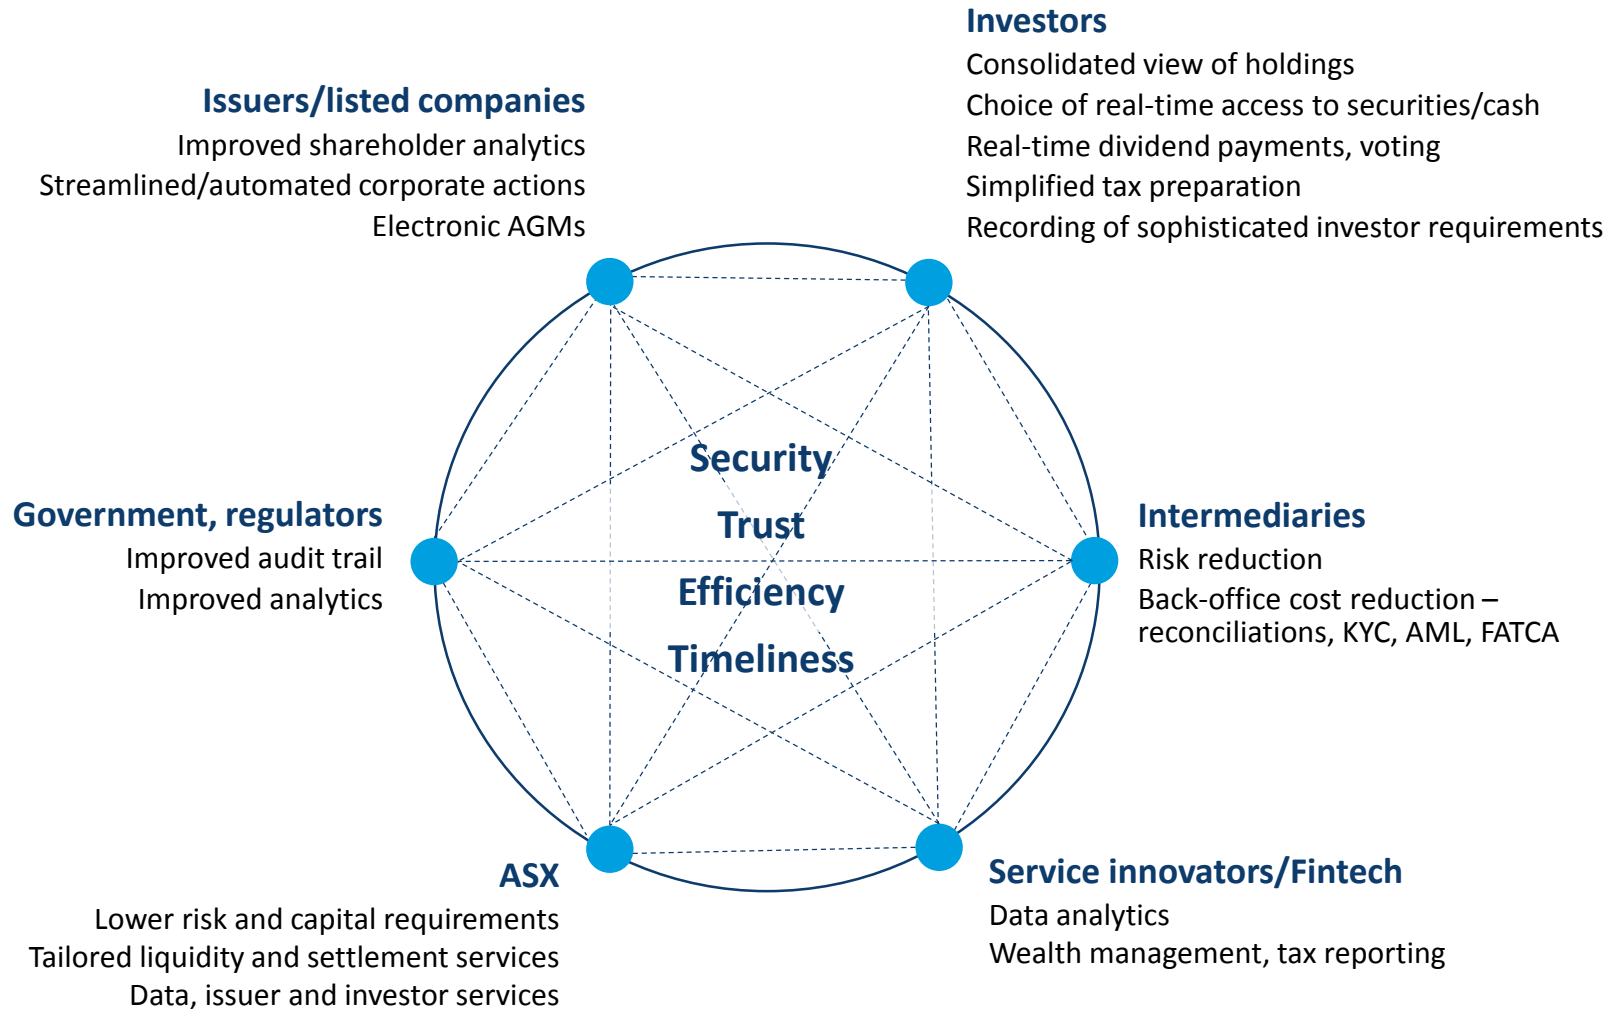 Investors
Consolidated view of holdings
Choice of real-time access to securities/cash
Real-time dividend payments, voting
Simplified tax preparation
Recording of sophisticated investor requirements
Issuers/listed companies
Improved shareholder analytics
Streamlined/automated corporate actions
Electronic AGMs
Security
Trust
Efficiency
Timeliness
Government, regulators
Improved audit trail
Improved analytics
Intermediaries
Risk reduction
Back-office cost reduction –
reconciliations, KYC, AML, FATCA
ASX
Lower risk and capital requirements
Tailored liquidity and settlement services
Data, issuer and investor services
Service innovators/Fintech
Data analytics
Wealth management, tax reporting